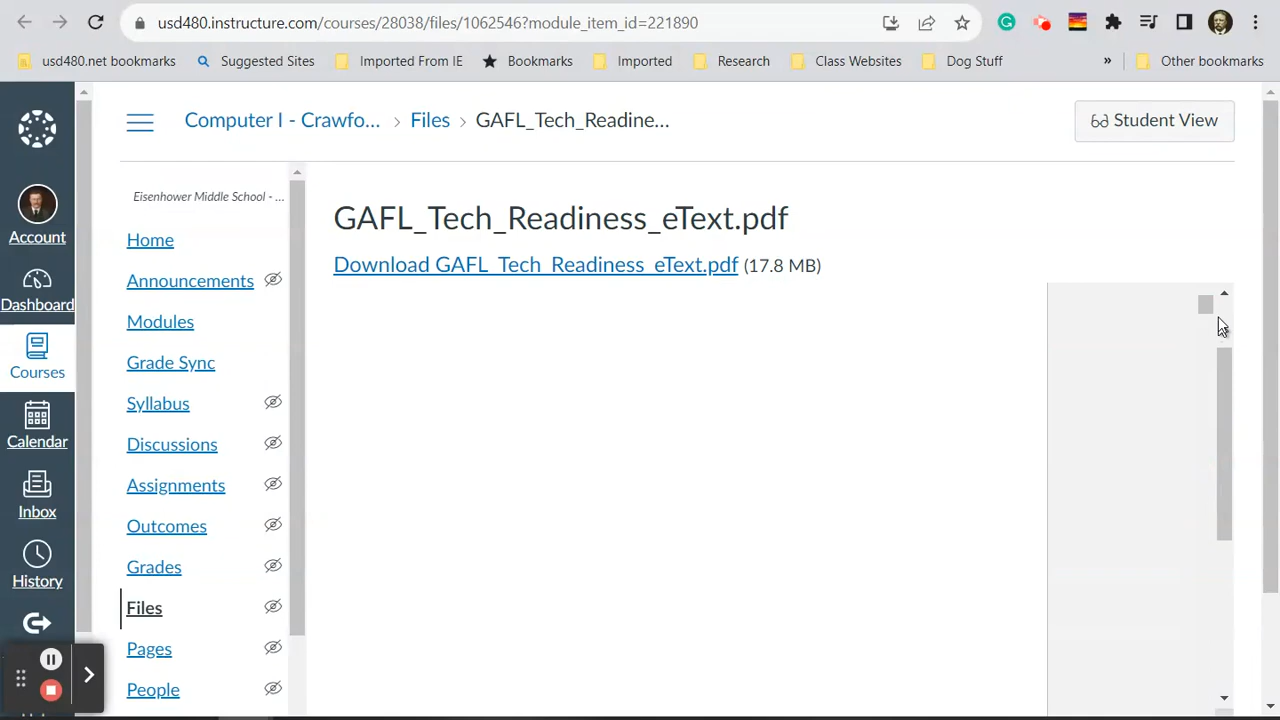 usd480.instructure.com/courses/28038/files/1062546?module_item_id=221890
usd480.net bookmarks Suggested Sites Imported From IE Bookmarks Imported Research Class Websites Dog Stuff » Other bookmarks
Computer I - Crawfo... > Files > GAFL_Tech_Readine... Student View
Eisenhower Middle School - ...
Account
Dashboard
Courses
Calendar
Inbox
History
Home
Announcements
Modules
Grade Sync
Syllabus
Discussions
Assignments
Outcomes
Grades
Files
Pages
People
GAFL_Tech_Readiness_eText.pdf
Download GAFL_Tech_Readiness_eText.pdf (17.8 MB)